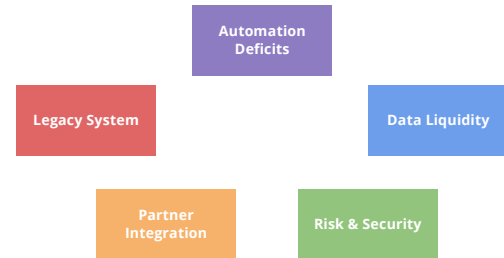 Automation
Deficits
Legacy System
Data Liquidity
Partner
Integration
Risk & Security